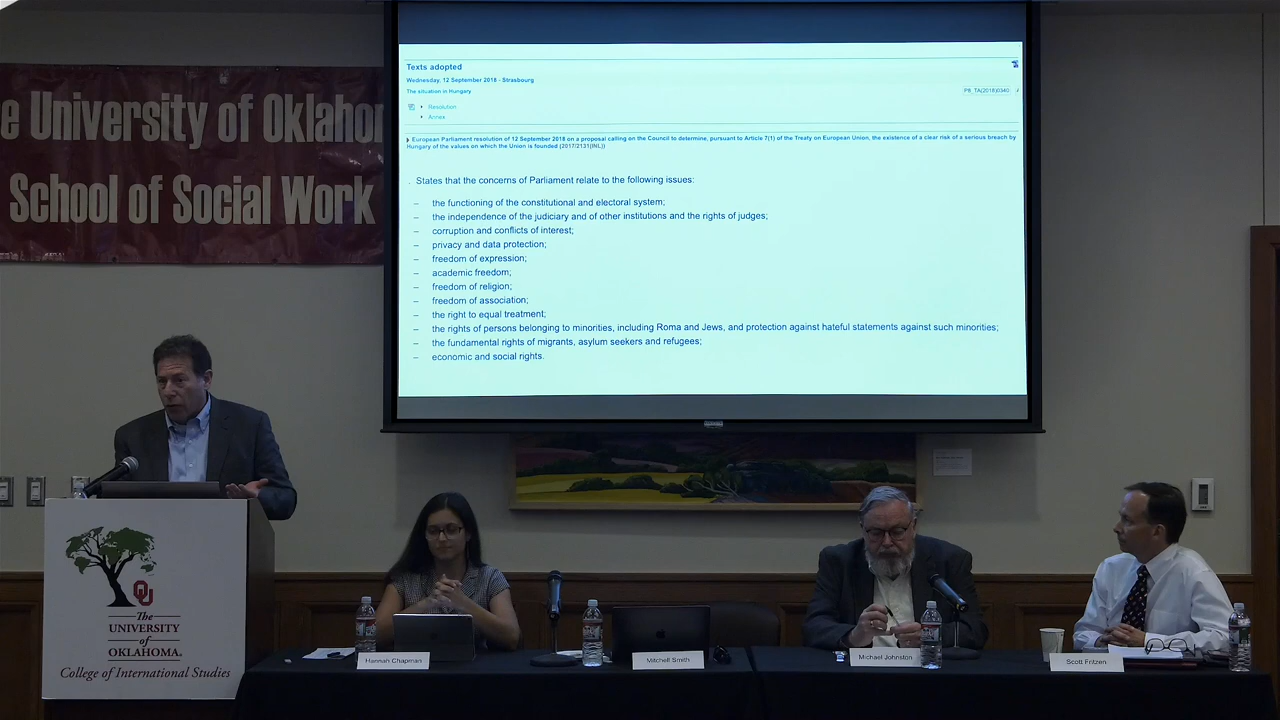 e University of Oklahom
School of Social Work
Texts adopted
Wednesday, 12 September 2018 - Strasbourg
The situation in Hungary
P8_TA(2018)0340
Resolution
Annex
European Parliament resolution of 12 September 2018 on a proposal calling on the Council to determine, pursuant to Article 7(1) of the Treaty on European Union, the existence of a clear risk of a serious breach by
Hungary of the values on which the Union is founded (2017/2131(INL))
. States that the concerns of Parliament relate to the following issues:
– the functioning of the constitutional and electoral system;
– the independence of the judiciary and of other institutions and the rights of judges;
– corruption and conflicts of interest;
– privacy and data protection;
– freedom of expression;
– academic freedom;
– freedom of religion;
– freedom of association;
– the right to equal treatment;
– the rights of persons belonging to minorities, including Roma and Jews, and protection against hateful statements against such minorities;
– the fundamental rights of migrants, asylum seekers and refugees;
– economic and social rights.
OU
The
UNIVERSITY
of
OKLAHOMA
College of International Studies
Hannah Chapman
Mitchell Smith
Michael Johnston
Scott Fritzen